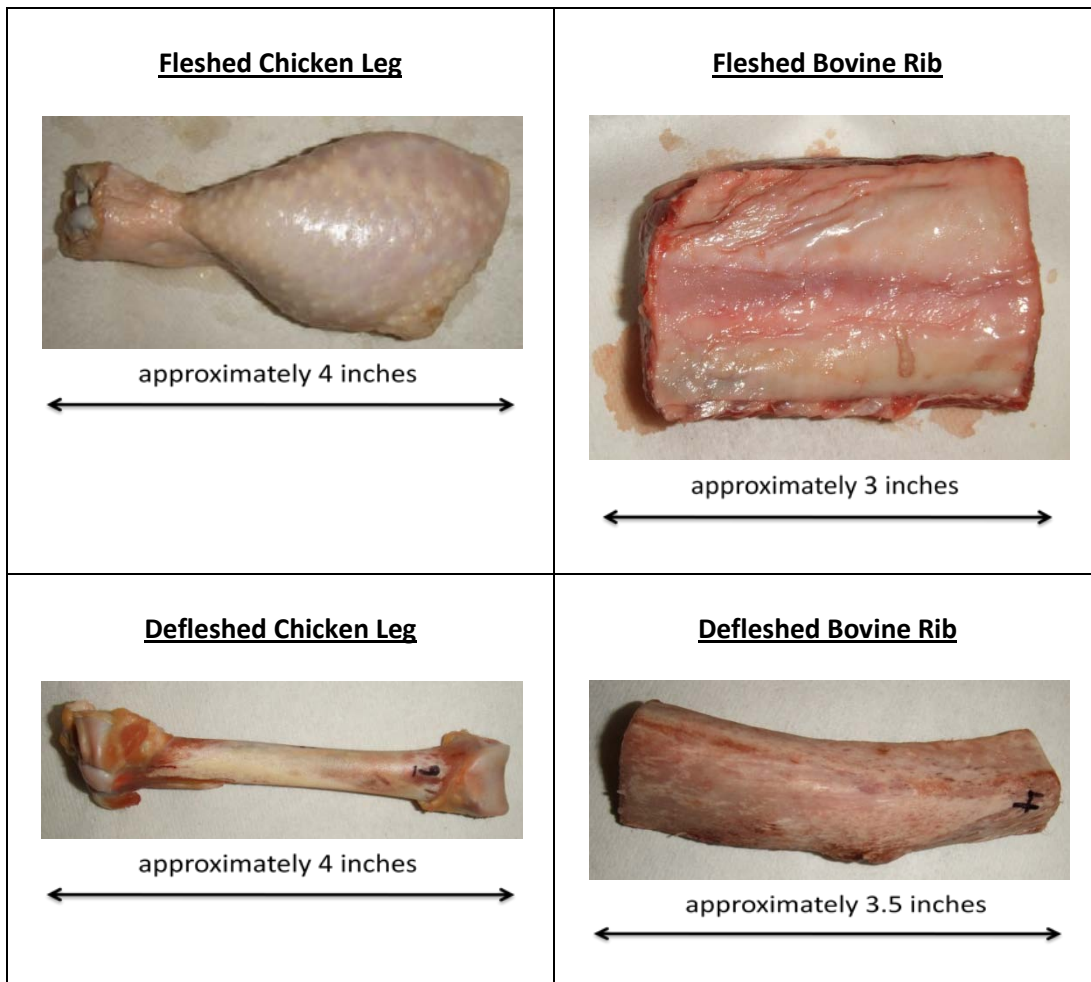 Fleshed Chicken Leg
approximately 4 inches
Fleshed Bovine Rib
approximately 3 inches
Defleshed Chicken Leg
approximately 4 inches
Defleshed Bovine Rib
approximately 3.5 inches